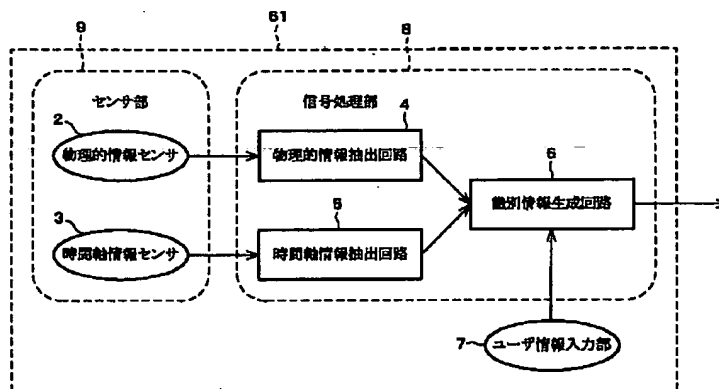 61
9
8
センサ部
信号処理部
2
4
物理的情報センサ
物理的情報抽出回路
6
識別情報生成回路
3
5
時間軸情報センサ
時間軸情報抽出回路
7
ユーザ情報入力部